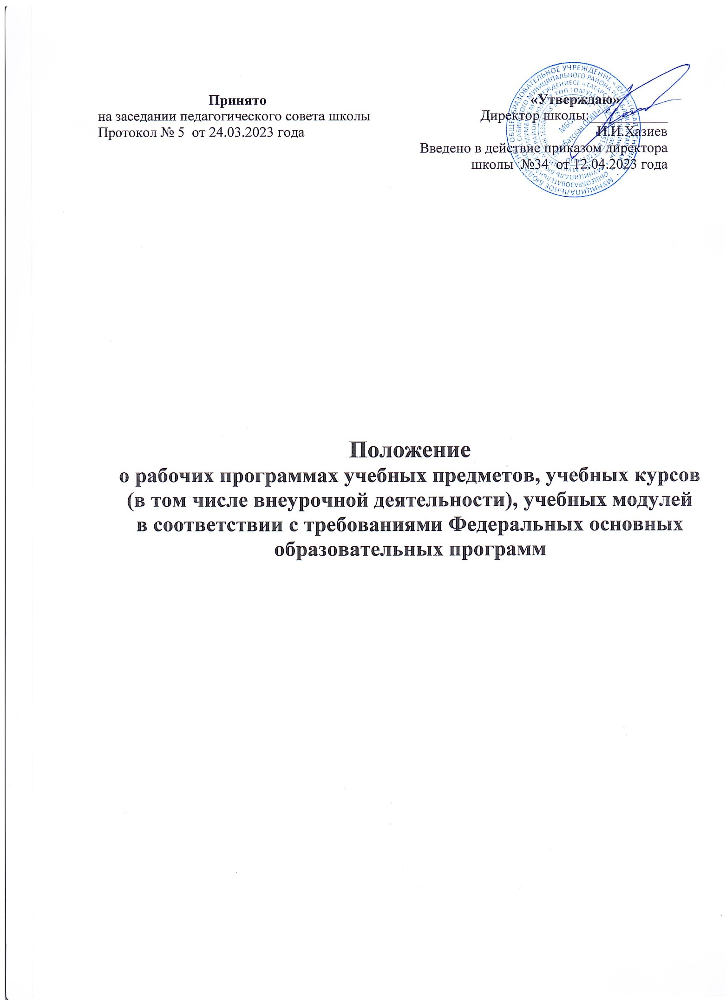 Принято
на заседании педагогического совета школы
Протокол № 5 от 24.03.2023 года
«Утверждаю»
Директор школы:____________
И.И.Хазиев
Введено в действие приказом директора
школы №34 от 12.04.2023 года
Положение
о рабочих программах учебных предметов, учебных курсов
(в том числе внеурочной деятельности), учебных модулей
в соответствии с требованиями Федеральных основных
образовательных программ